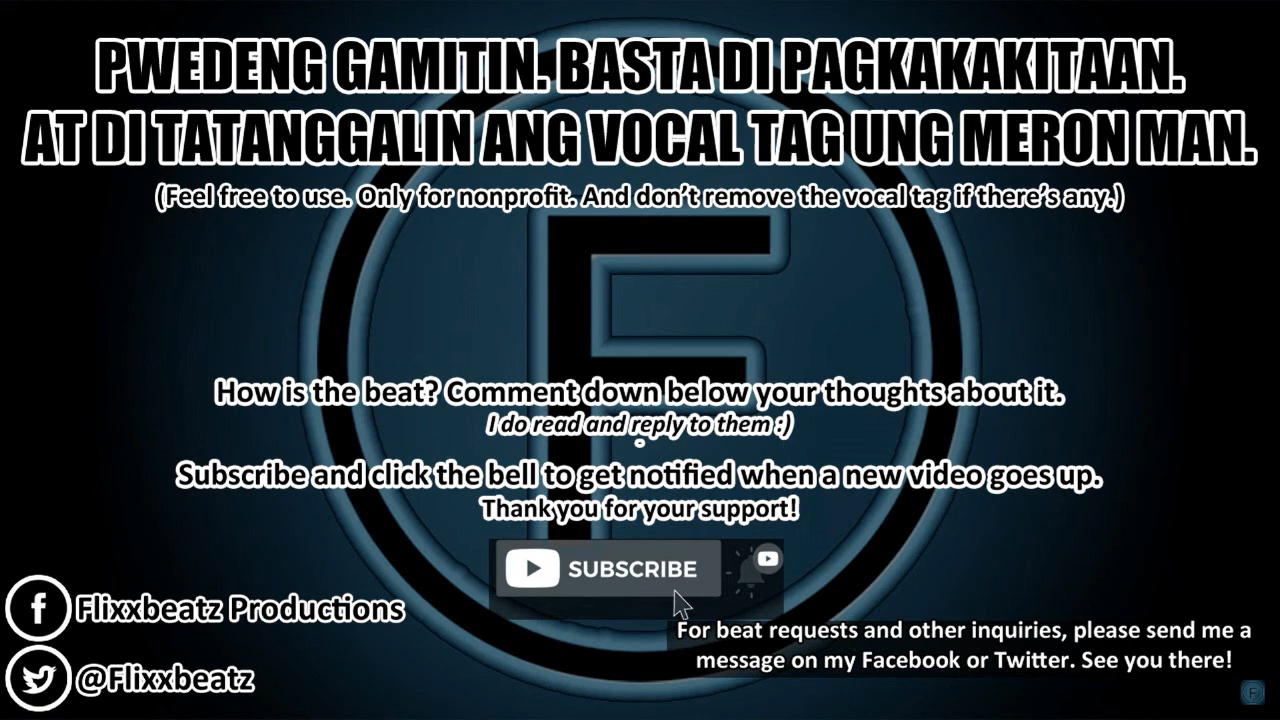 PWEDENG GAMITIN. BASTA DI PAGKAKAKITAAN.
AT DI TATANGGALIN ANG VOCAL TAG UNG MERON MAN.
(Feel free to use. Only for nonprofit. And don't remove the vocal tag if there's any.)
F
How is the beat? Comment down below your thoughts about it.
I do read and reply to them :)
-
Subscribe and click the bell to get notified when a new video goes up.
Thank you for your support!
SUBSCRIBE
f Flixxbeatz Productions
@Flixxbeatz
For beat requests and other inquiries, please send me a
message on my Facebook or Twitter. See you there!
F